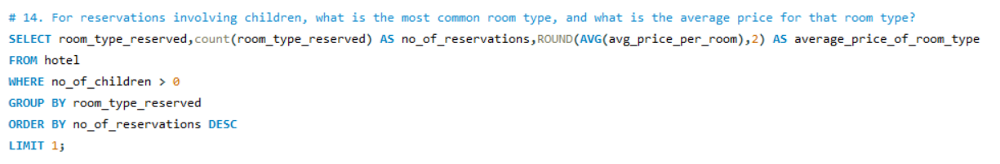 # 14. For reservations involving children, what is the most common room type, and what is the average price for that room type?
SELECT room_type_reserved,count(room_type_reserved) AS no_of_reservations,ROUND(AVG(avg_price_per_room),2) AS average_price_of_room_type
FROM hotel
WHERE no_of_children > 0
GROUP BY room_type_reserved
ORDER BY no_of_reservations DESC
LIMIT 1;